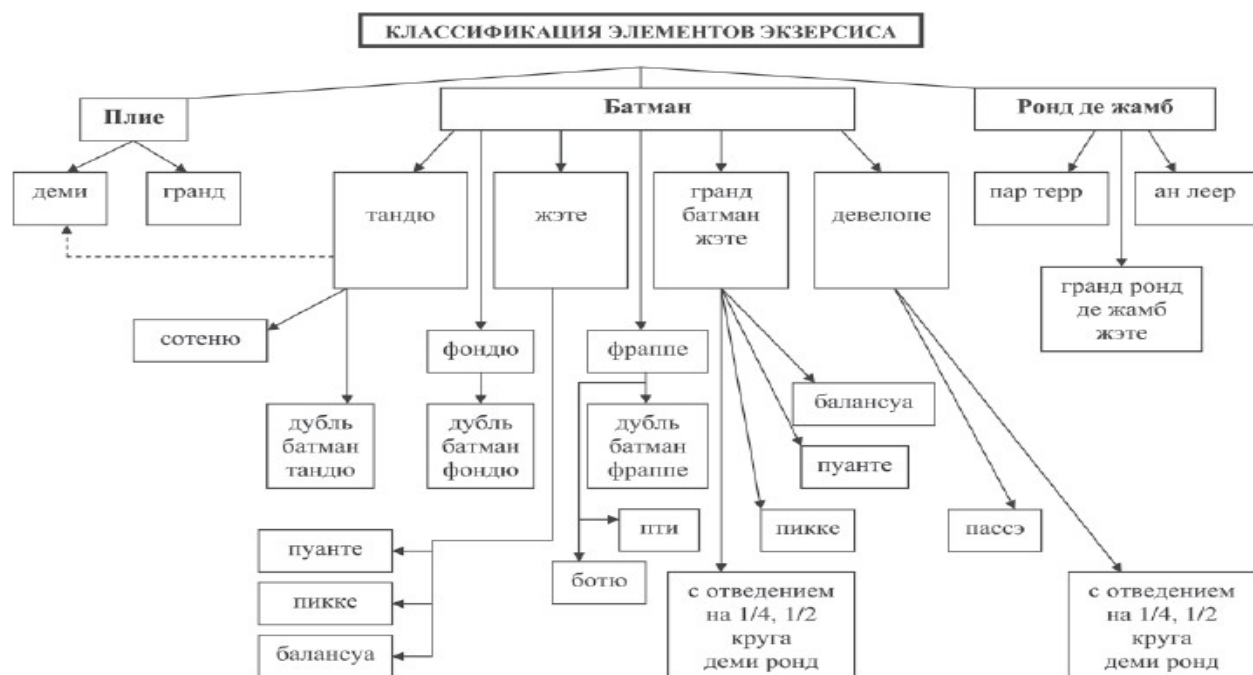 КЛАССИФИКАЦИЯ ЭЛЕМЕНТОВ ЭКЗЕРСИСА
Плие
Батман
Ронд де жамб
деми
гранд
тандю
жэте
гранд
батман
жэте
девелопе
пар терр
ан леер
гранд ронд
де жамб
жэте
сотеню
фондю
фраппе
балансуа
дубль
батман
тандю
дубль
батман
фондю
дубль
батман
фраппе
пуанте
пти
пикке
пассэ
пуанте
ботю
пикке
балансуа
с отведением
на 1/4, 1/2
круга
деми ронд
с отведением
на 1/4, 1/2
круга
деми ронд